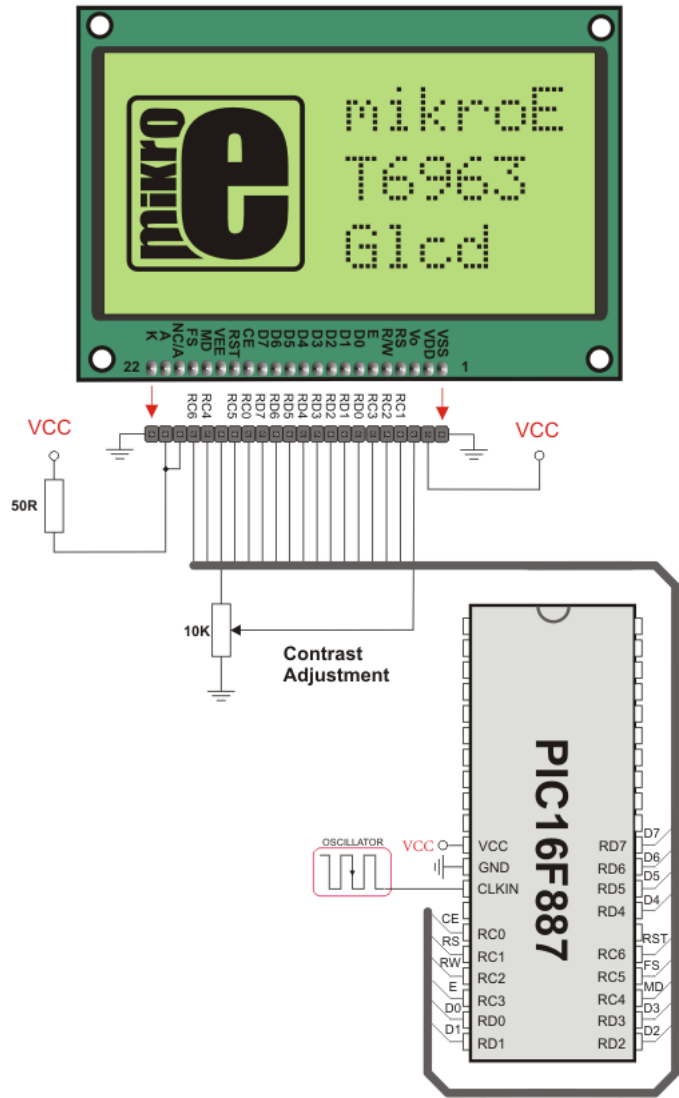 mikro
e
mikroE
T6963
Glcd
K A NC/A FS MD VEE RST CE D7 D6 D5 D4 D3 D2 D1 D0 E R/W RS Vo VDD VSS
22 1
RC6 RC4 RC5 RC0 RD7 RD6 RD5 RD4 RD3 RD2 RD1 RD0 RC3 RC2 RC1
VCC VCC
50R
10K
Contrast
Adjustment
PIC16F887
OSCILLATOR
VCC VCC RD7 D7
GND RD6 D6
CLKIN RD5 D5
RD4 D4
CE RC0 RST
RS RC1 RC6
RW RC2 RC5 FS
E RC3 RC4 MD
D0 RD0 RD3 D3
D1 RD1 RD2 D2